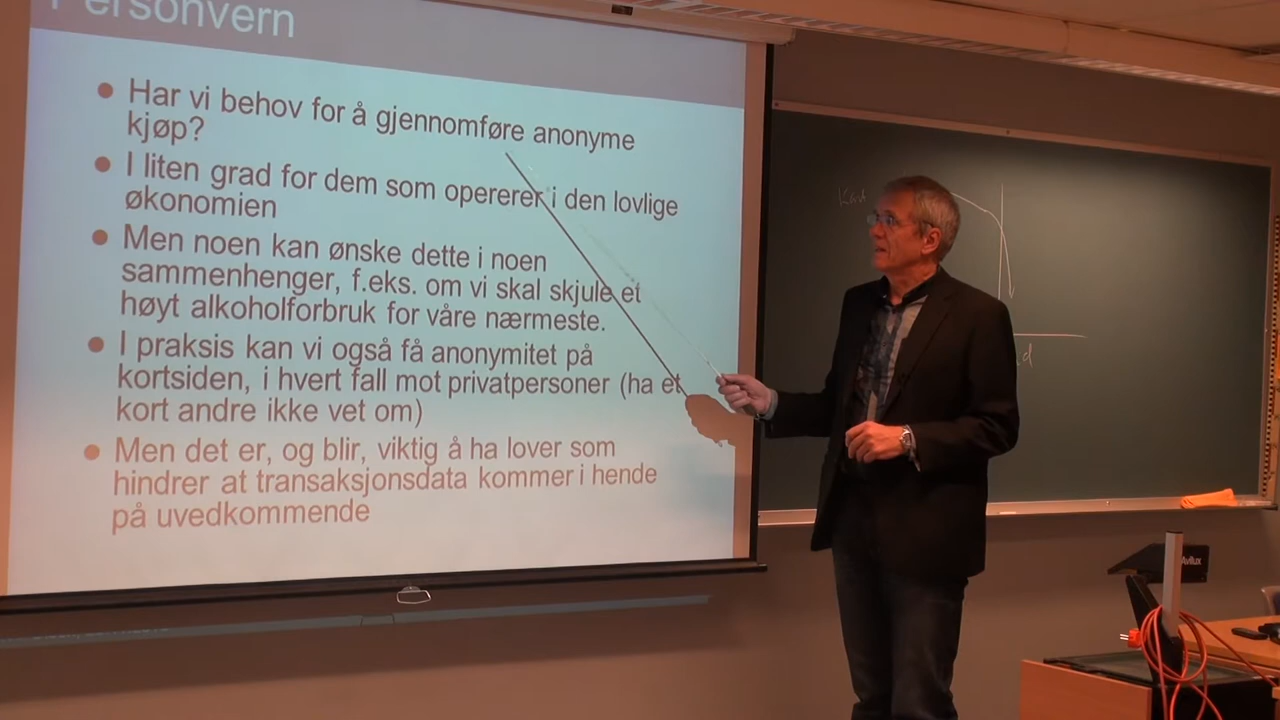 Personvern
• Har vi behov for å gjennomføre anonyme
kjøp?
• I liten grad for dem som opererer i den lovlige
økonomien
• Men noen kan ønske dette i noen
sammenhenger, f.eks. om vi skal skjule et
høyt alkoholforbruk for våre nærmeste.
• I praksis kan vi også få anonymitet på
kortsiden, i hvert fall mot privatpersoner (ha et
kort andre ikke vet om)
• Men det er, og blir, viktig å ha lover som
hindrer at transaksjonsdata kommer i hende
på uvedkommende
Avilux